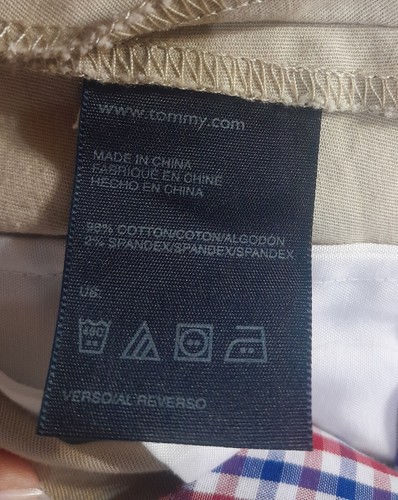 www.tommy.com
MADE IN CHINA
FABRIQUÉ EN CHINE
HECHO EN CHINA
98% COTTON/COTON/ALGODÓN
2% SPANDEX/SPANDEX/SPANDEX
US:
VERSO/AL REVERSO